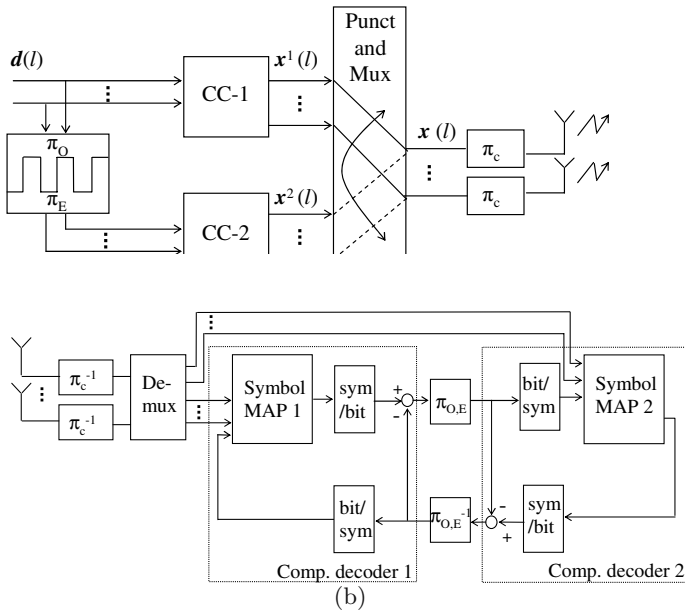 d(l)
x¹ (l)
Punct
and
Mux
CC-1
π_O
x (l)
π_c
π_E
x² (l)
π_c
CC-2
π_c⁻¹
De-
mux
Symbol
MAP 1
sym
/bit
+
-
π_O,E
bit/
sym
Symbol
MAP 2
π_c⁻¹
bit/
sym
π_O,E⁻¹
-
+
sym
/bit
Comp. decoder 1
Comp. decoder 2
(b)